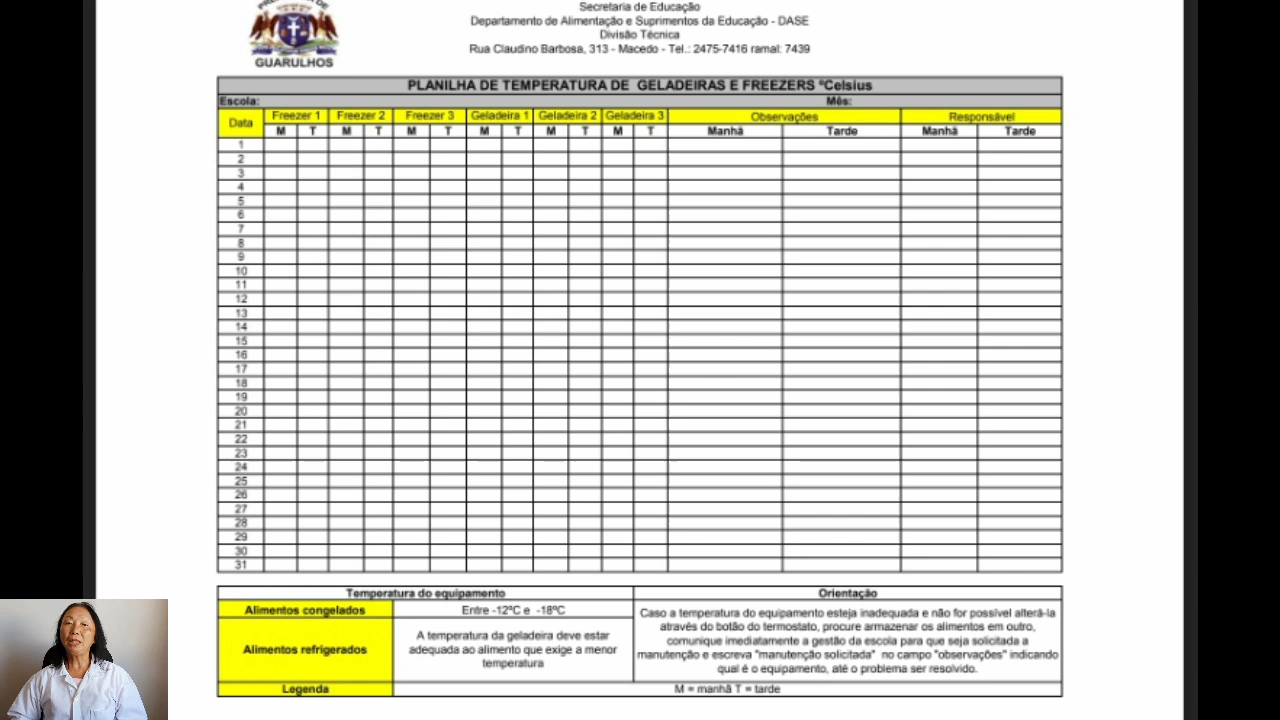 Secretaria de Educação
Departamento de Alimentação e Suprimentos da Educação - DASE
Divisão Técnica
Rua Claudino Barbosa, 313 - Macedo - Tel.: 2475-7416 ramal: 7439
GUARULHOS
PLANILHA DE TEMPERATURA DE GELADEIRAS E FREEZERS ºCelsius
Escola: Mês:
Data Freezer 1 Freezer 2 Freezer 3 Geladeira 1 Geladeira 2 Geladeira 3 Observações Responsável
M T M T M T M T M T M T Manhã Tarde Manhã Tarde
1
2
3
4
5
6
7
8
9
10
11
12
13
14
15
16
17
18
19
20
21
22
23
24
25
26
27
28
29
30
31
Temperatura do equipamento Orientação
Alimentos congelados Entre -12ºC e -18ºC
Alimentos refrigerados
A temperatura da geladeira deve estar
adequada ao alimento que exige a menor
temperatura
Caso a temperatura do equipamento esteja inadequada e não for possível alterá-la
através do botão do termostato, procure armazenar os alimentos em outro,
comunique imediatamente a gestão da escola para que seja solicitada a
manutenção e escreva "manutenção solicitada" no campo "observações" indicando
qual é o equipamento, até o problema ser resolvido.
Legenda M = manhã T = tarde